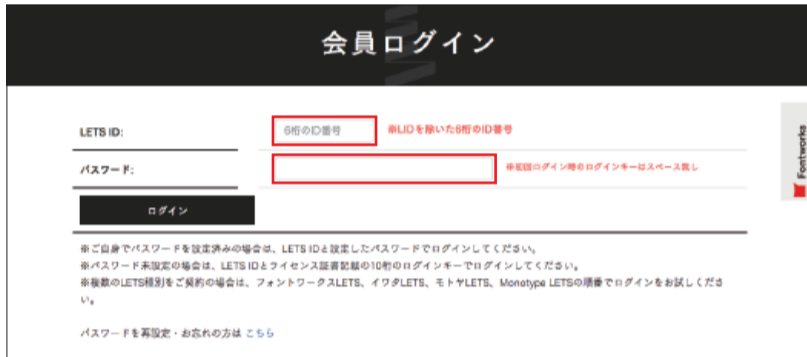 会員ログイン
LETS ID:
6桁のID番号
※LIDを除いた6桁のID番号
パスワード:
※初回ログイン時のログインキーはスペース無し
ログイン
※ご自身でパスワードを設定済みの場合は、LETS IDと設定したパスワードでログインしてください。
※パスワード未設定の場合は、LETS IDとライセンス証書記載の10桁のログインキーでログインしてください。
※複数のLETS種別をご契約の場合は、フォントワークスLETS、イワタLETS、モトヤLETS、Monotype LETSの順番でログインをお試しくださ
い。
パスワードを再設定・お忘れの方は こちら
Fontworks